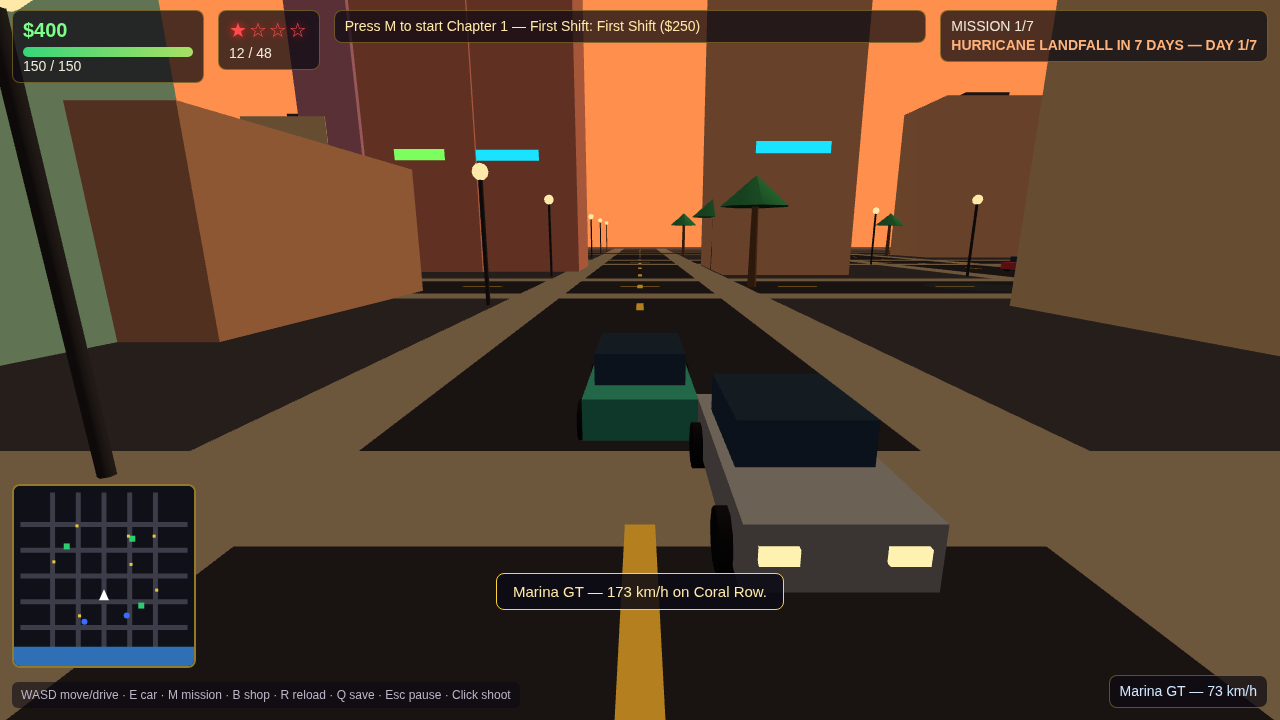 $400
150 / 150
★☆☆☆
12 / 48
Press M to start Chapter 1 — First Shift: First Shift ($250)
MISSION 1/7
HURRICANE LANDFALL IN 7 DAYS — DAY 1/7
Marina GT — 173 km/h on Coral Row.
WASD move/drive · E car · M mission · B shop · R reload · Q save · Esc pause · Click shoot
Marina GT — 73 km/h